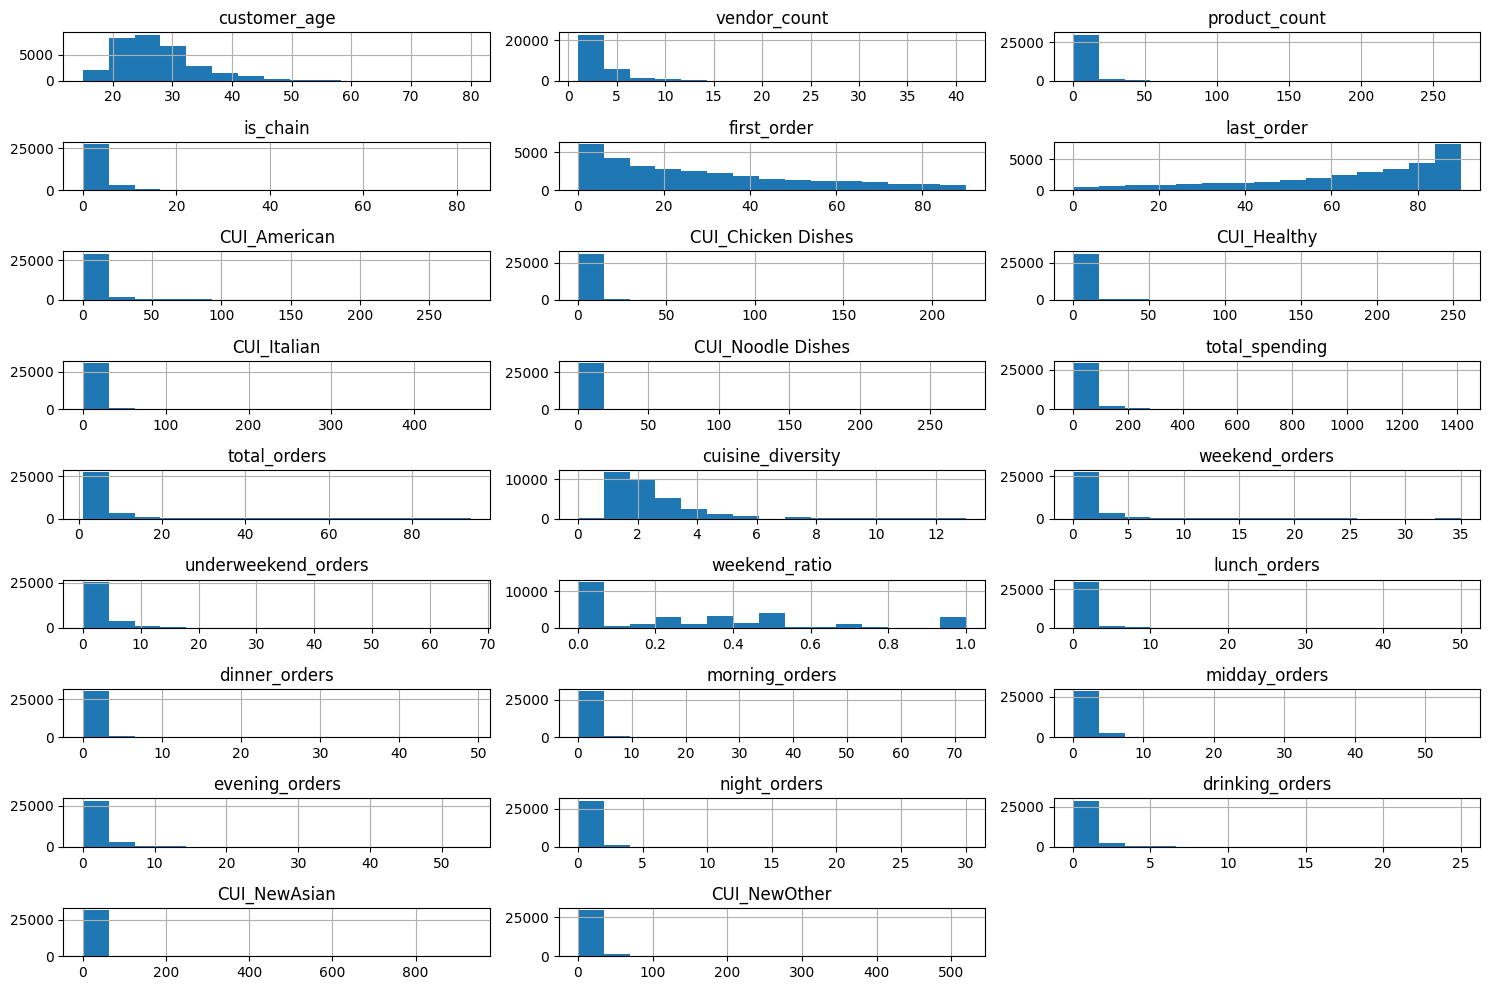 customer_age
5000
0
20 30 40 50 60 70 80
vendor_count
20000
0
0 5 10 15 20 25 30 35 40
product_count
25000
0
0 50 100 150 200 250
is_chain
25000
0
0 20 40 60 80
first_order
5000
0
0 20 40 60 80
last_order
5000
0
0 20 40 60 80
CUI_American
25000
0
0 50 100 150 200 250
CUI_Chicken Dishes
25000
0
0 50 100 150 200
CUI_Healthy
25000
0
0 50 100 150 200 250
CUI_Italian
25000
0
0 100 200 300 400
CUI_Noodle Dishes
25000
0
0 50 100 150 200 250
total_spending
25000
0
0 200 400 600 800 1000 1200 1400
total_orders
25000
0
0 20 40 60 80
cuisine_diversity
10000
0
0 2 4 6 8 10 12
weekend_orders
25000
0
0 5 10 15 20 25 30 35
underweekend_orders
25000
0
0 10 20 30 40 50 60 70
weekend_ratio
10000
0
0.0 0.2 0.4 0.6 0.8 1.0
lunch_orders
25000
0
0 10 20 30 40 50
dinner_orders
25000
0
0 10 20 30 40 50
morning_orders
25000
0
0 10 20 30 40 50 60 70
midday_orders
25000
0
0 10 20 30 40 50
evening_orders
25000
0
0 10 20 30 40 50
night_orders
25000
0
0 5 10 15 20 25 30
drinking_orders
25000
0
0 5 10 15 20 25
CUI_NewAsian
25000
0
0 200 400 600 800
CUI_NewOther
25000
0
0 100 200 300 400 500